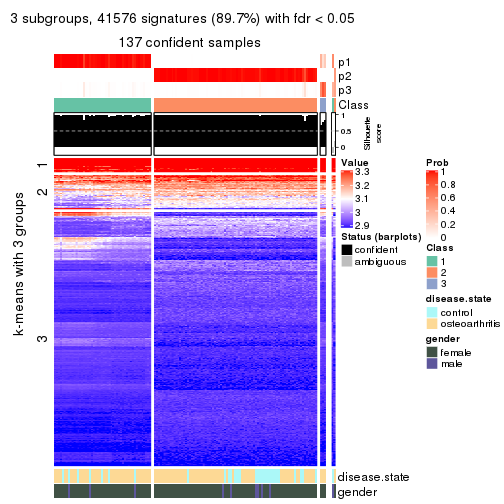 3 subgroups, 41576 signatures (89.7%) with fdr < 0.05
137 confident samples
p1
p2
p3
Class
1
0.5
0
Silhouette
score
k-means with 3 groups
1
2
3
Value
3.3
3.2
3.1
3
2.9
Status (barplots)
confident
ambiguous
Prob
1
0.8
0.6
0.4
0.2
0
Class
1
2
3
disease.state
control
osteoarthritis
gender
female
male
disease.state
gender